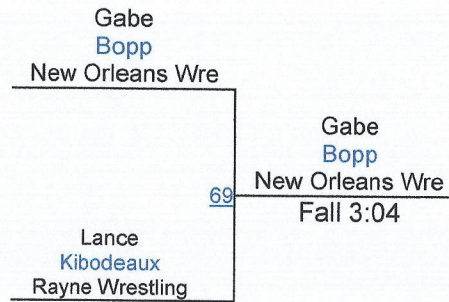 Gabe
Bopp
New Orleans Wre
69
Lance
Kibodeaux
Rayne Wrestling
Gabe
Bopp
New Orleans Wre
Fall 3:04